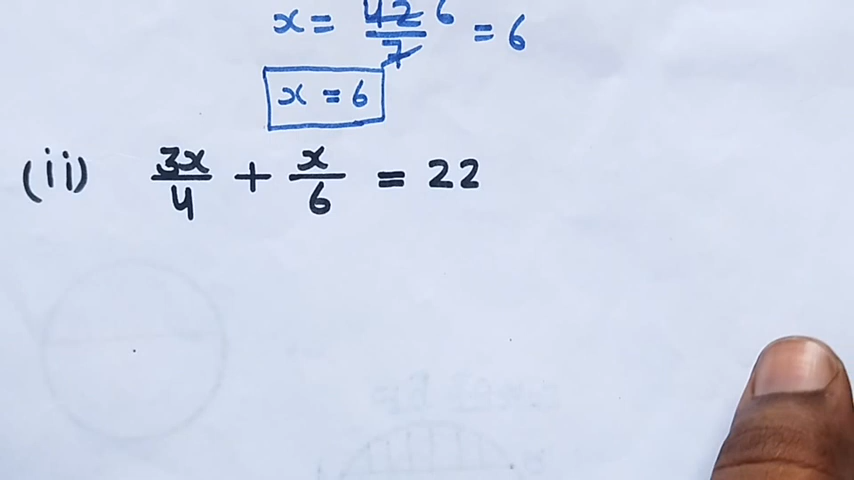 x = 42/7 6 = 6
x = 6
(ii) 3x/4 + x/6 = 22